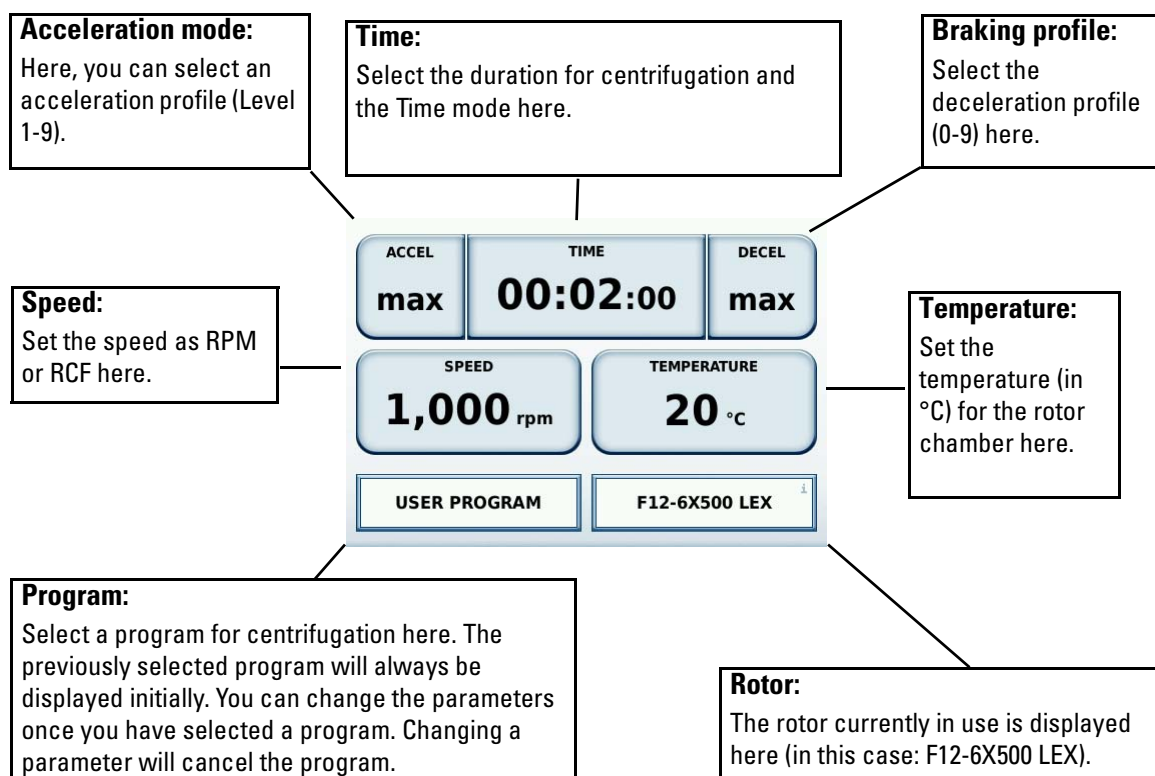 Acceleration mode:
Here, you can select an
acceleration profile (Level
1-9).
Time:
Select the duration for centrifugation and
the Time mode here.
Braking profile:
Select the
deceleration profile
(0-9) here.
ACCEL
max
TIME
00:02:00
DECEL
max
Speed:
Set the speed as RPM
or RCF here.
SPEED
1,000 rpm
TEMPERATURE
20 °C
Temperature:
Set the
temperature (in
°C) for the rotor
chamber here.
USER PROGRAM
F12-6X500 LEX
i
Program:
Select a program for centrifugation here. The
previously selected program will always be
displayed initially. You can change the parameters
once you have selected a program. Changing a
parameter will cancel the program.
Rotor:
The rotor currently in use is displayed
here (in this case: F12-6X500 LEX).